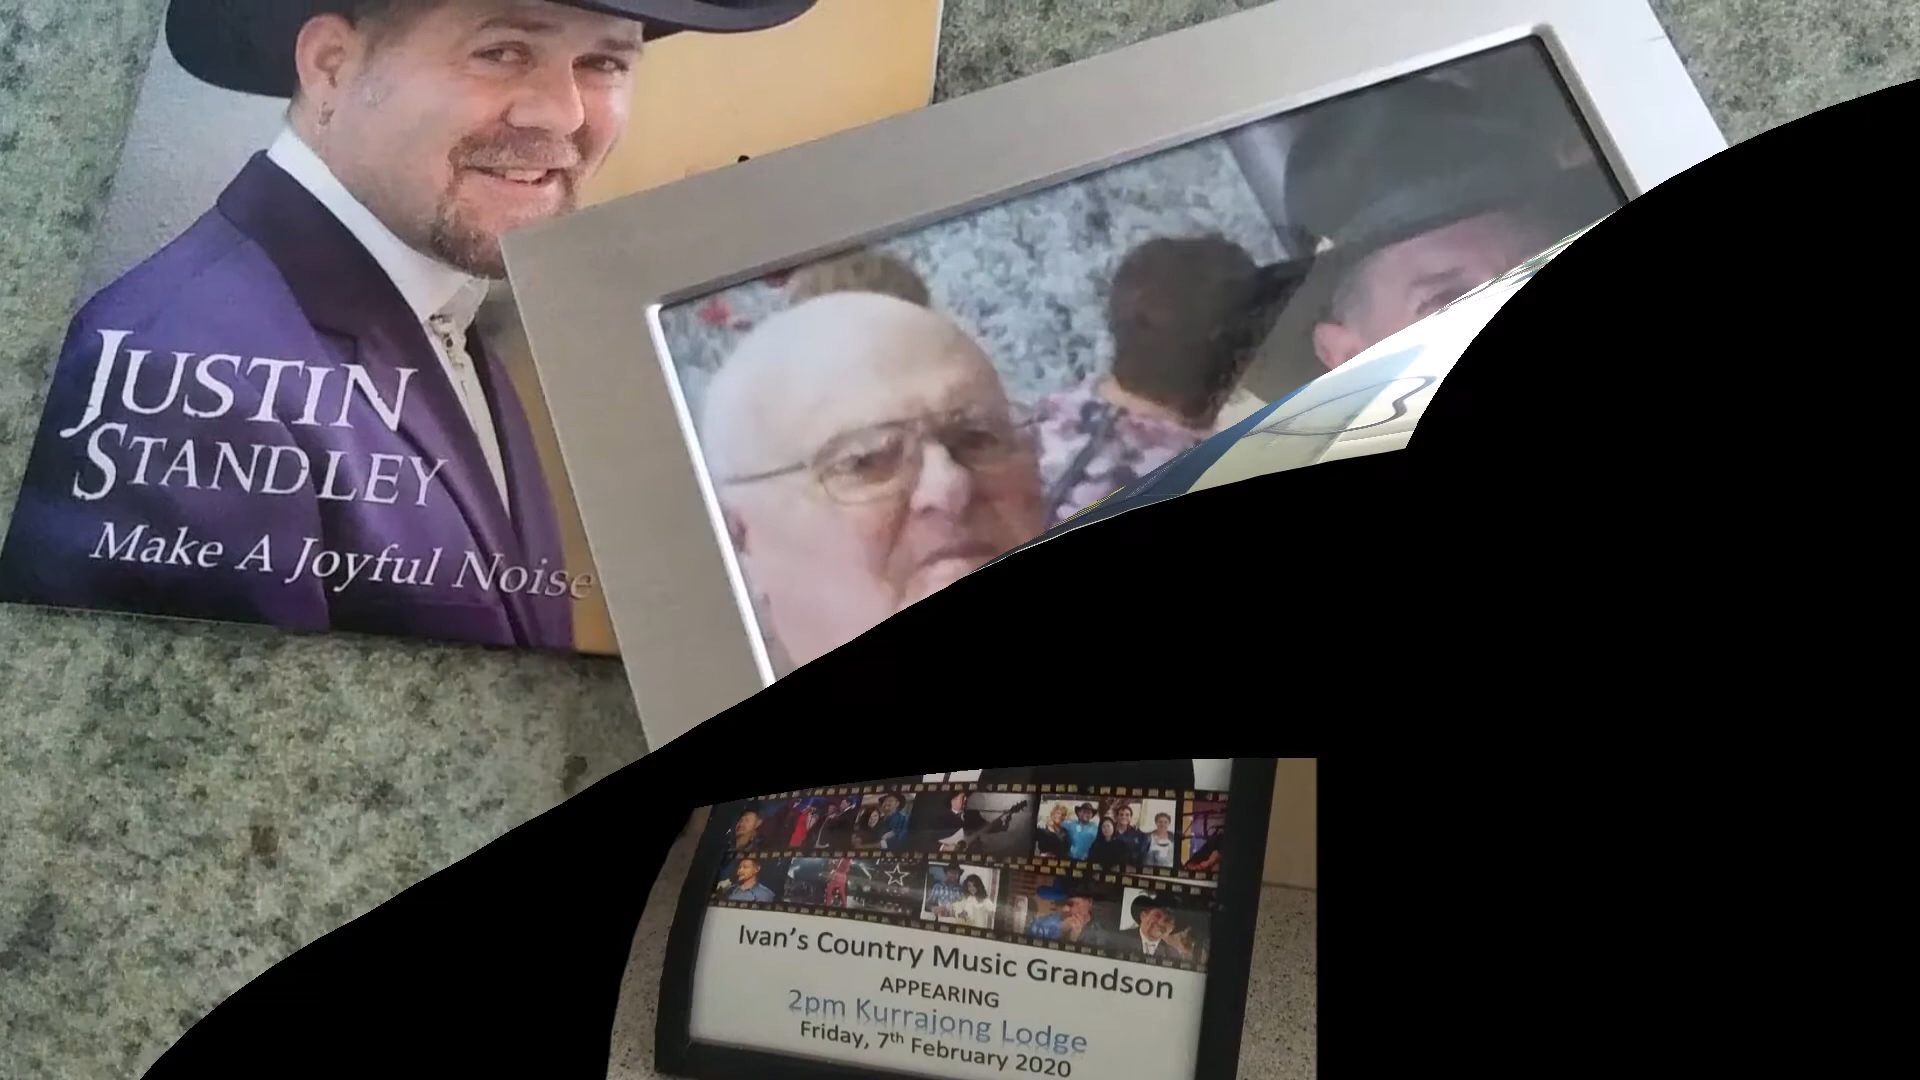 JUSTIN
STANDLEY
Make A Joyful Noise
Ivan's Country Music Grandson
APPEARING
2pm Kurrajong Lodge
Friday, 7th February 2020